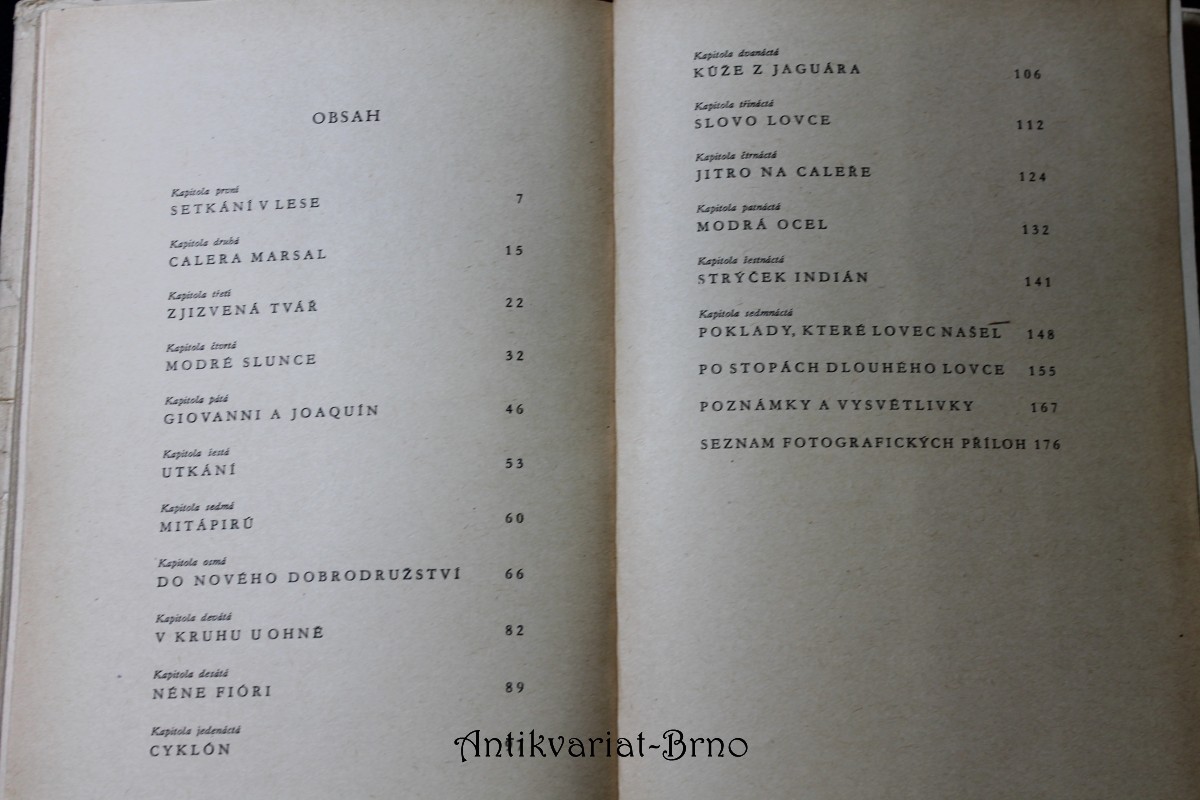 OBSAH
Kapitola první
SETKÁNÍ V LESE 7
Kapitola druhá
CALERA MARSAL 15
Kapitola třetí
ZJIZVENÁ TVÁŘ 22
Kapitola čtvrtá
MODRÉ SLUNCE 32
Kapitola pátá
GIOVANNI A JOAQUÍN 46
Kapitola šestá
UTKÁNÍ 53
Kapitola sedmá
MITÁPIRÚ 60
Kapitola osmá
DO NOVÉHO DOBRODRUŽSTVÍ 66
Kapitola devátá
V KRUHU U OHNĚ 82
Kapitola desátá
NÉNE FIÓRI 89
Kapitola jedenáctá
CYKLÓN
Kapitola dvanáctá
KŮŽE Z JAGUÁRA 106
Kapitola třináctá
SLOVO LOVCE 112
Kapitola čtrnáctá
JITRO NA CALEŘE 124
Kapitola patnáctá
MODRÁ OCEL 132
Kapitola šestnáctá
STRÝČEK INDIÁN 141
Kapitola sedmnáctá
POKLADY, KTERÉ LOVEC NAŠEL 148
PO STOPÁCH DLOUHÉHO LOVCE 155
POZNÁMKY A VYSVĚTLIVKY 167
SEZNAM FOTOGRAFICKÝCH PŘÍLOH 176
Antikvariat-Brno